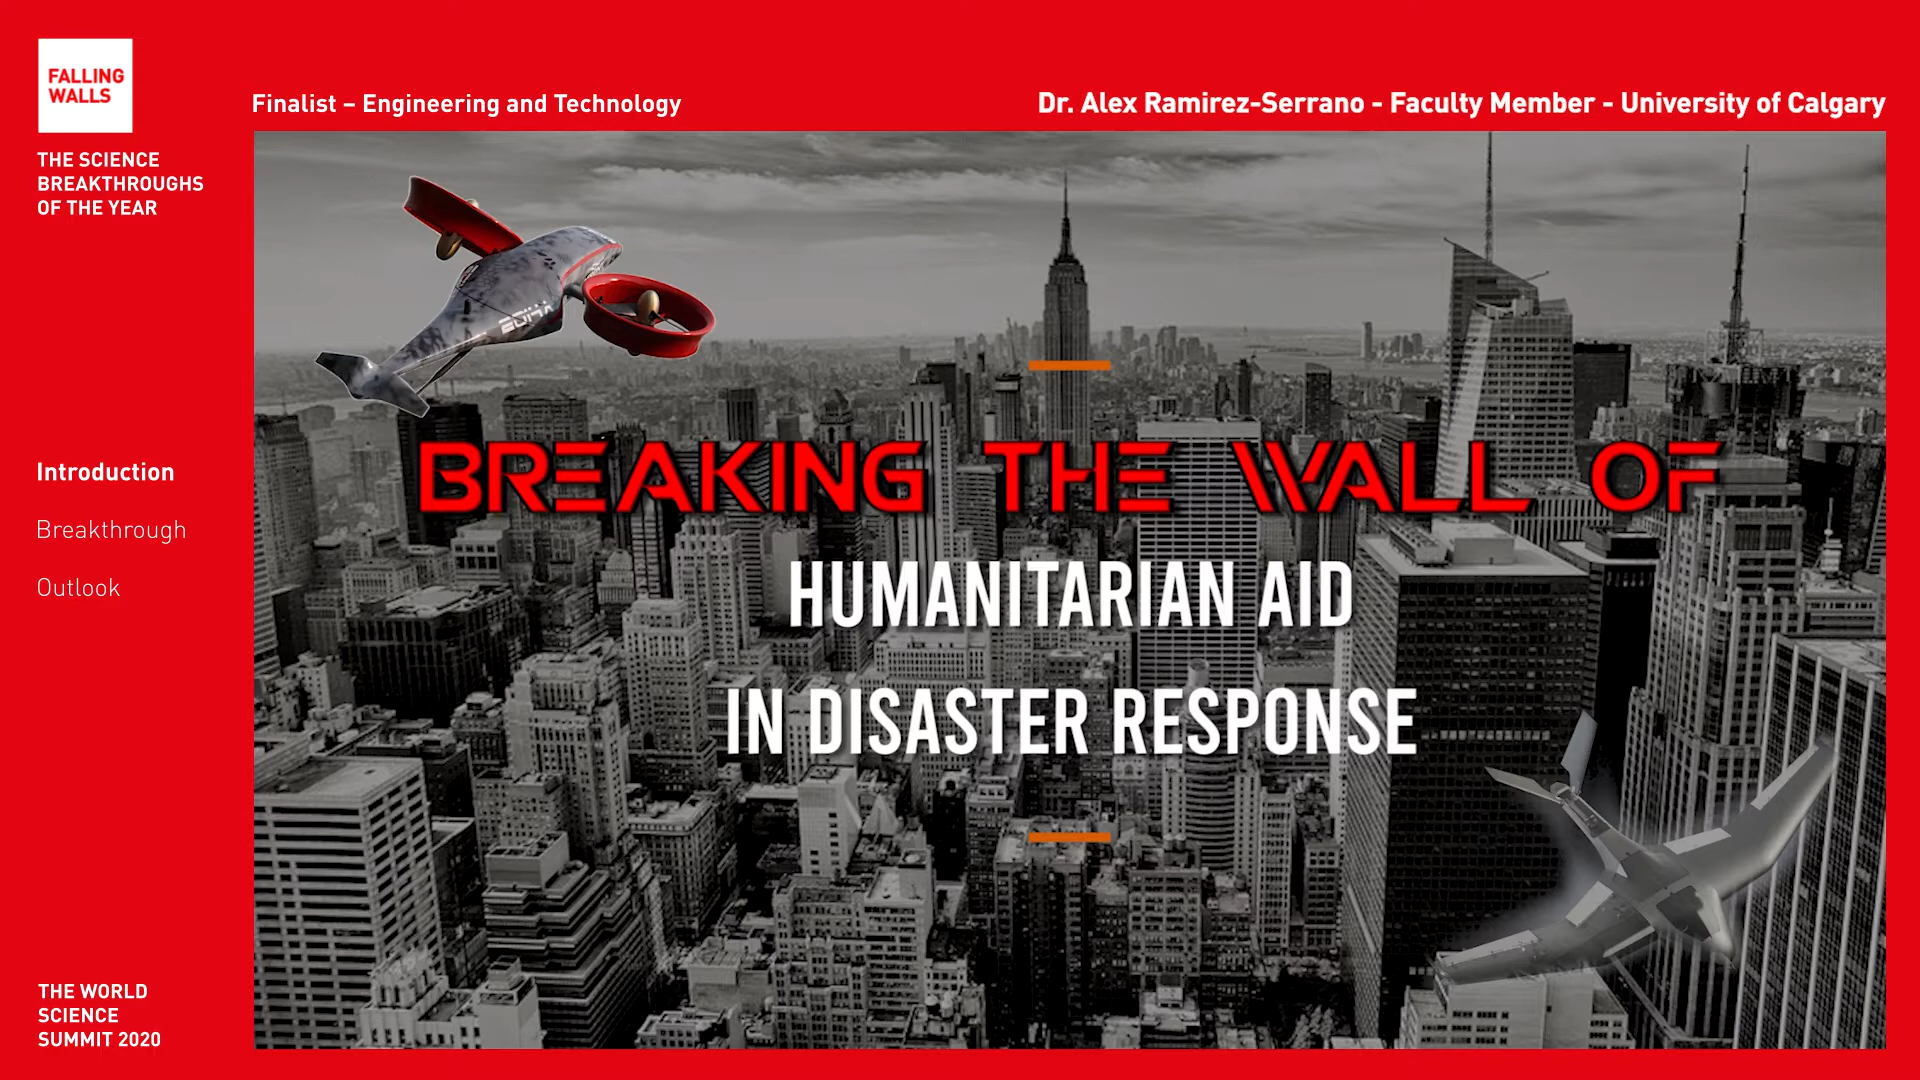 FALLING
WALLS
THE SCIENCE
BREAKTHROUGHS
OF THE YEAR
Finalist – Engineering and Technology
Dr. Alex Ramirez-Serrano - Faculty Member - University of Calgary
BREAKING THE WALL OF
HUMANITARIAN AID
IN DISASTER RESPONSE
Introduction
Breakthrough
Outlook
THE WORLD
SCIENCE
SUMMIT 2020